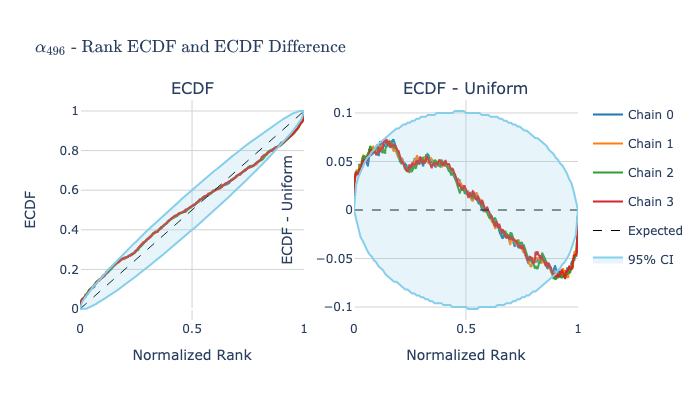 α496 - Rank ECDF and ECDF Difference
ECDF
ECDF - Uniform
1
0.8
0.6
0.4
0.2
0
ECDF
0
0.5
1
Normalized Rank
0.1
0.05
0
−0.05
−0.1
ECDF - Uniform
0
0.5
1
Normalized Rank
Chain 0
Chain 1
Chain 2
Chain 3
Expected
95% CI